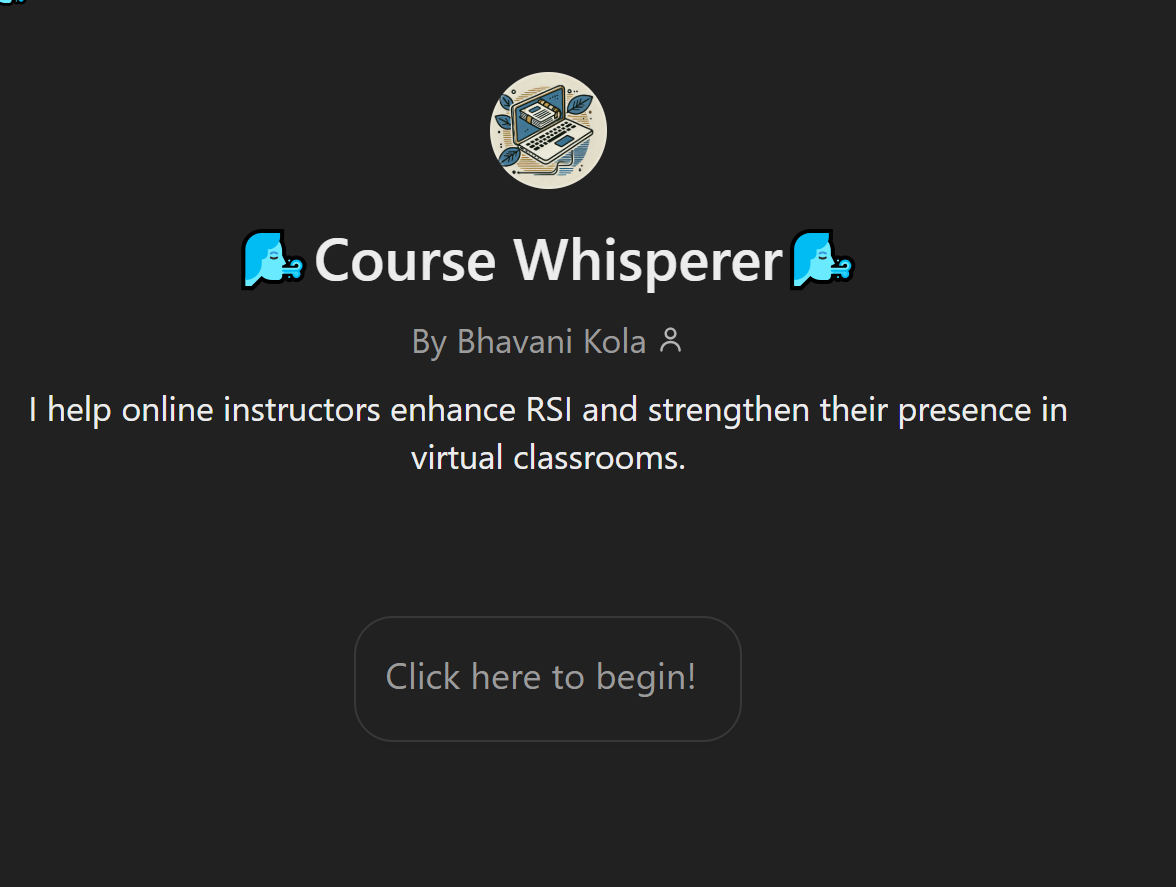 Course Whisperer
By Bhavani Kola
I help online instructors enhance RSI and strengthen their presence in
virtual classrooms.
Click here to begin!